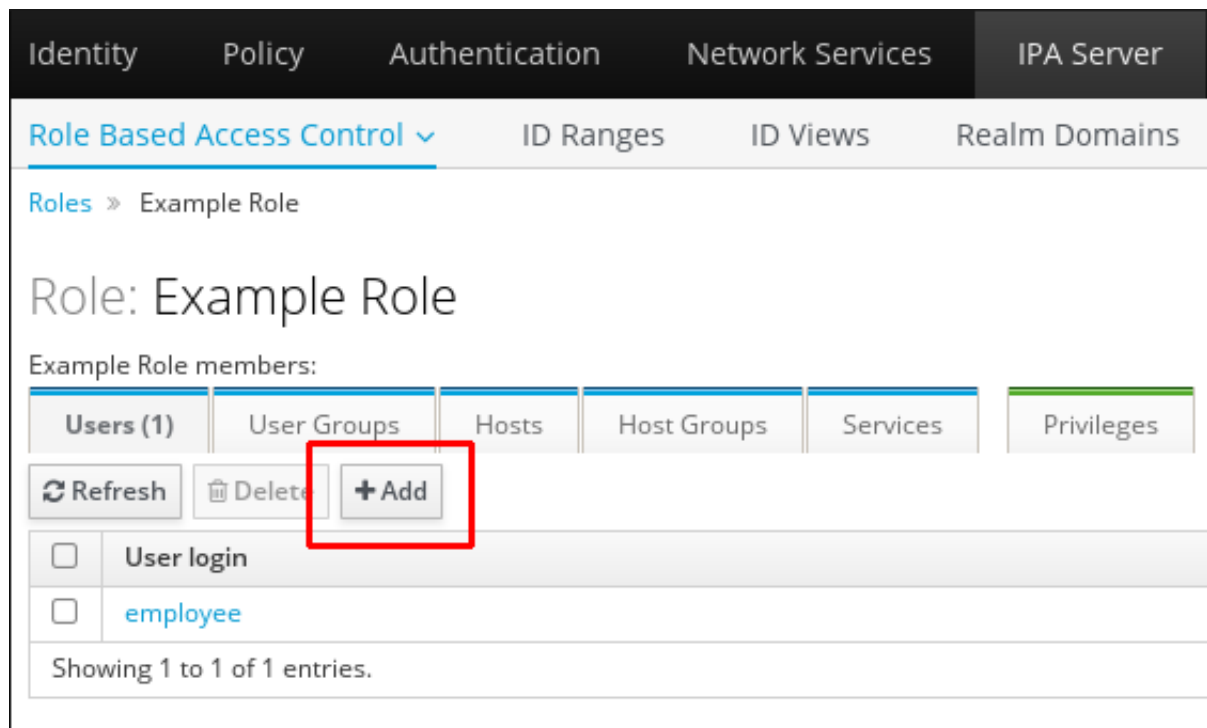 Identity Policy Authentication Network Services IPA Server
Role Based Access Control ID Ranges ID Views Realm Domains
Roles » Example Role
Role: Example Role
Example Role members:
Users (1) User Groups Hosts Host Groups Services Privileges
Refresh Delete + Add
User login
employee
Showing 1 to 1 of 1 entries.